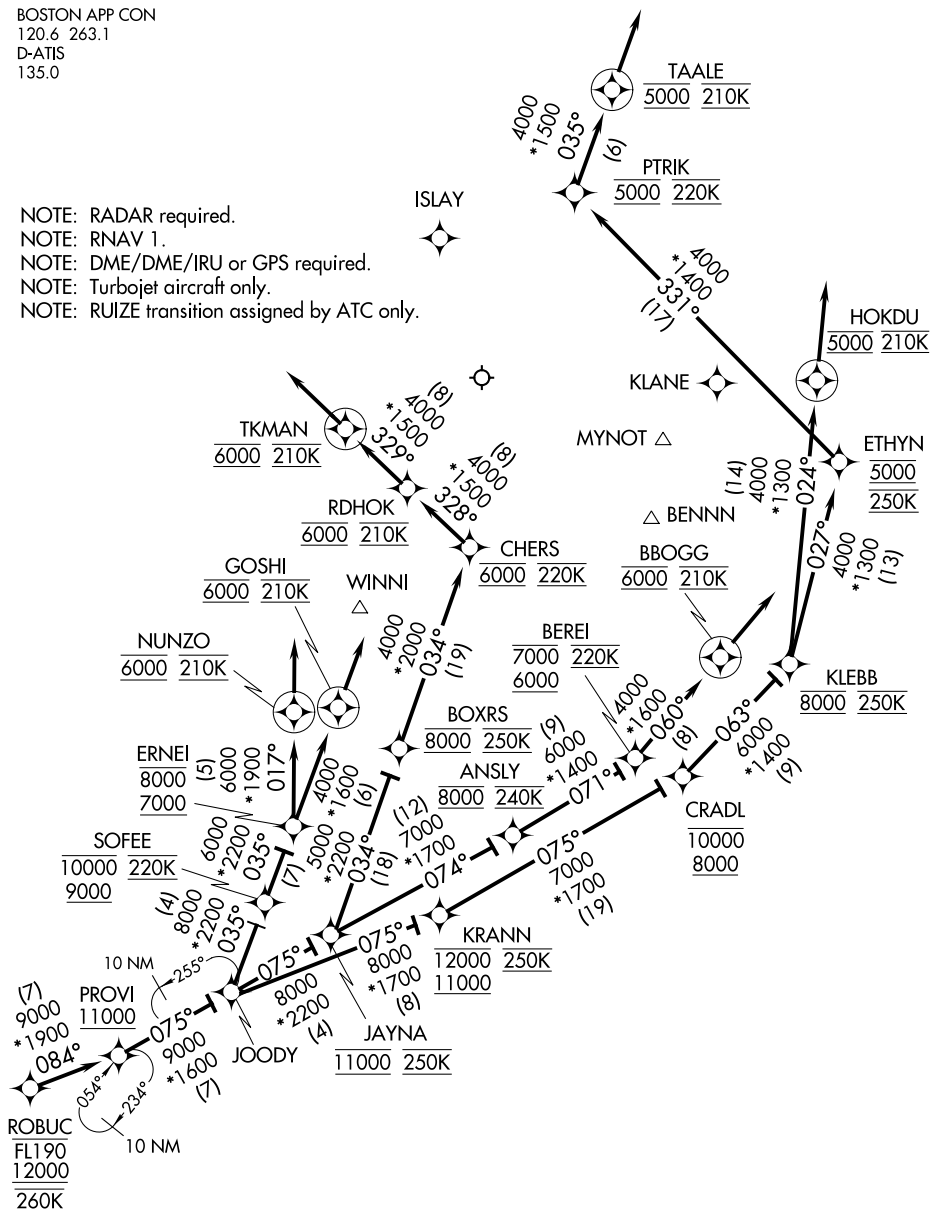 BOSTON APP CON
120.6 263.1
D-ATIS
135.0
TAALE
5000 210K
4000
*1500
035°
(6)
PTRIK
5000 220K
ISLAY
NOTE: RADAR required.
NOTE: RNAV 1.
NOTE: DME/DME/IRU or GPS required.
NOTE: Turbojet aircraft only.
NOTE: RUIZE transition assigned by ATC only.
4000
*1400
331°
(17)
HOKDU
5000 210K
KLANE
MYNOT
ETHYN
5000
250K
(14)
4000
*1300
024°
027°
4000
*1300
(13)
TKMAN
6000 210K
(8)
4000
*1500
329°
RDHOK
6000 210K
(8)
4000
*1500
328°
BENNN
CHERS
6000 220K
BBOGG
6000 210K
GOSHI
6000 210K
WINNI
NUNZO
6000 210K
4000
*2000
034°
(19)
BEREI
7000 220K
6000
KLEBB
8000 250K
4000
*1600
060°
(8)
063°
6000
*1400
(9)
BOXRS
8000 250K
ERNEI
8000
7000
(5)
6000
*1900
017°
4000
*1600
(6)
(9)
6000
*1400
071°
ANSLY
8000 240K
CRADL
10000
8000
SOFEE
10000 220K
9000
6000
*2200
035°
(7)
5000
*2200
034°
(18)
(12)
7000
*1700
074°
075°
7000
*1700
(19)
(4)
8000
*2200
035°
KRANN
12000 250K
11000
075°
8000
*1700
(8)
075°
8000
*2200
(4)
JAYNA
11000 250K
10 NM
255°
JOODY
PROVI
11000
(7)
9000
*1900
084°
075°
9000
*1600
(7)
054°
234°
10 NM
ROBUC
FL190
12000
260K